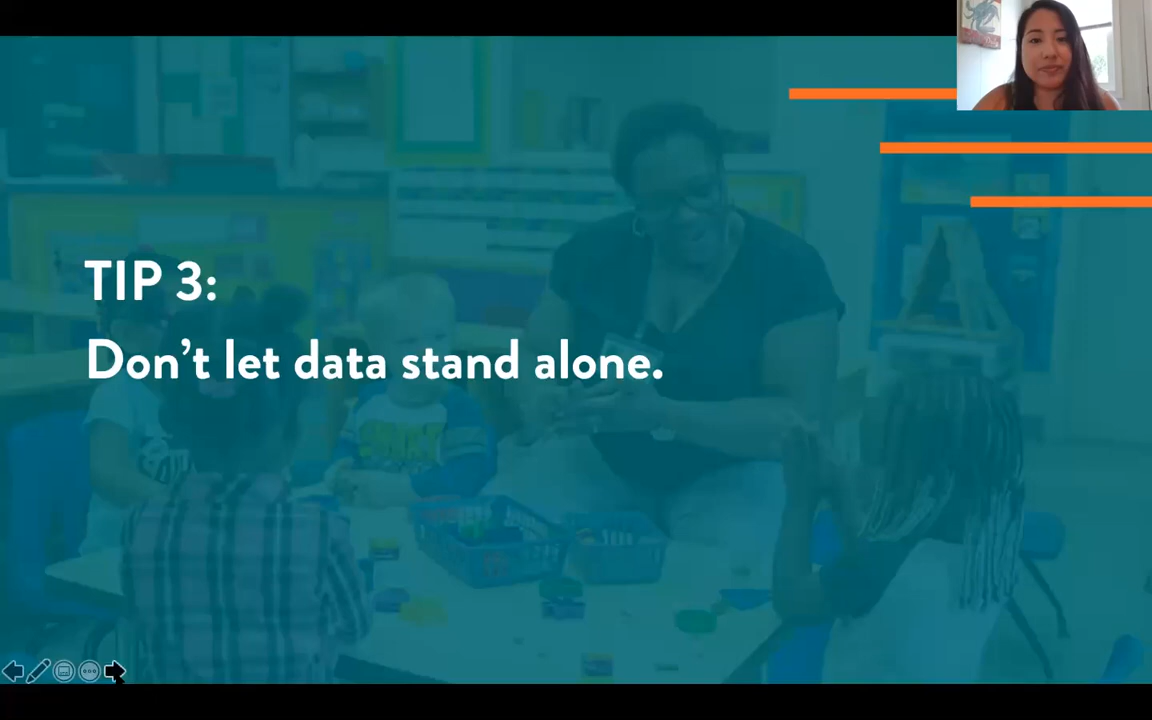 TIP 3:
Don’t let data stand alone.